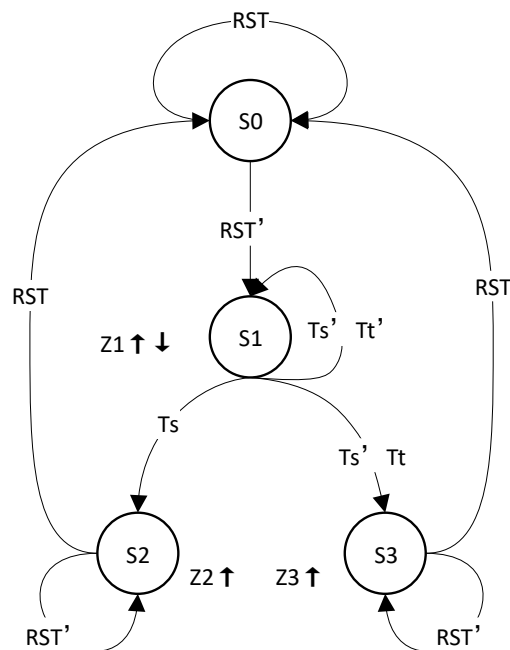 RST
S0
RST’
RST
RST
S1
Ts’ Tt’
Z1 ↑ ↓
Ts
Ts’ Tt
S2
S3
Z2 ↑
Z3 ↑
RST’
RST’